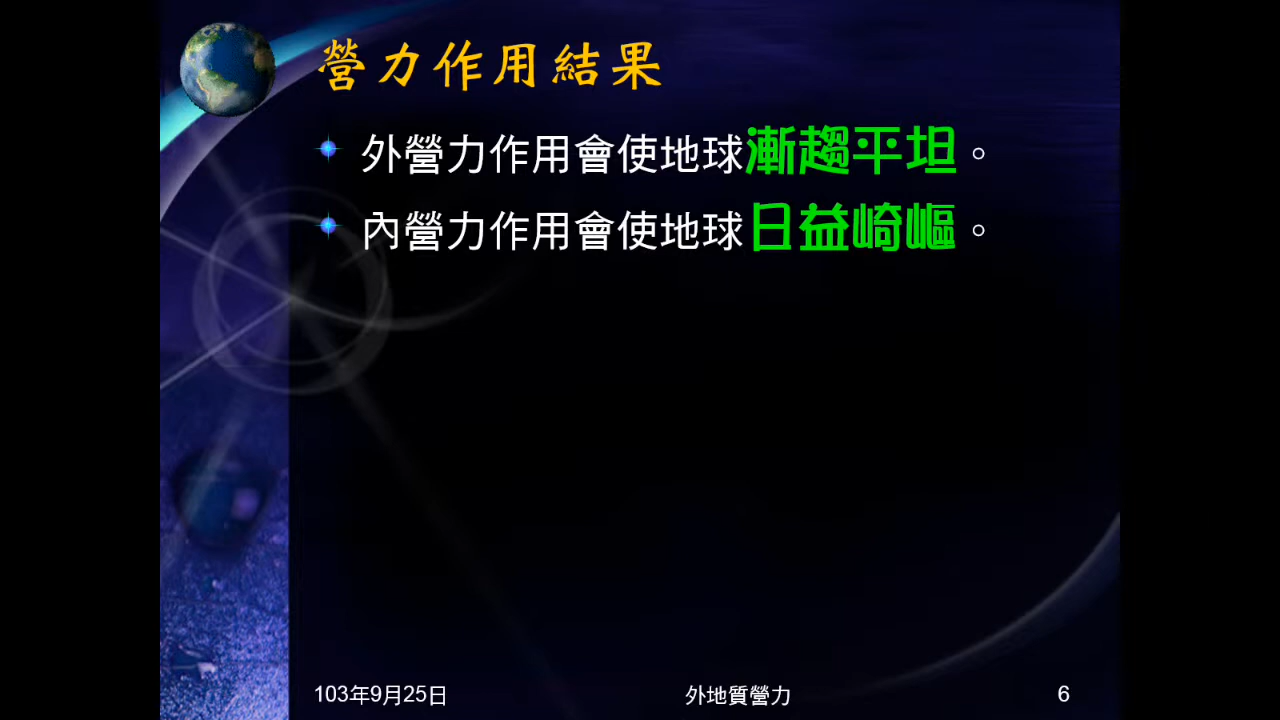 營力作用結果
外營力作用會使地球漸趨平坦。
內營力作用會使地球日益崎嶇。
103年9月25日
外地質營力
6